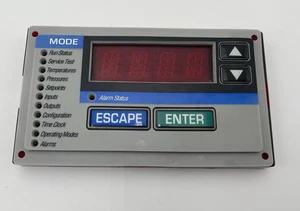 MODE
Run Status
Service Test
Temperatures
Pressures
Setpoints
Inputs
Outputs
Configuration
Time Clock
Operating Modes
Alarms
Alarm Status
ESCAPE
ENTER